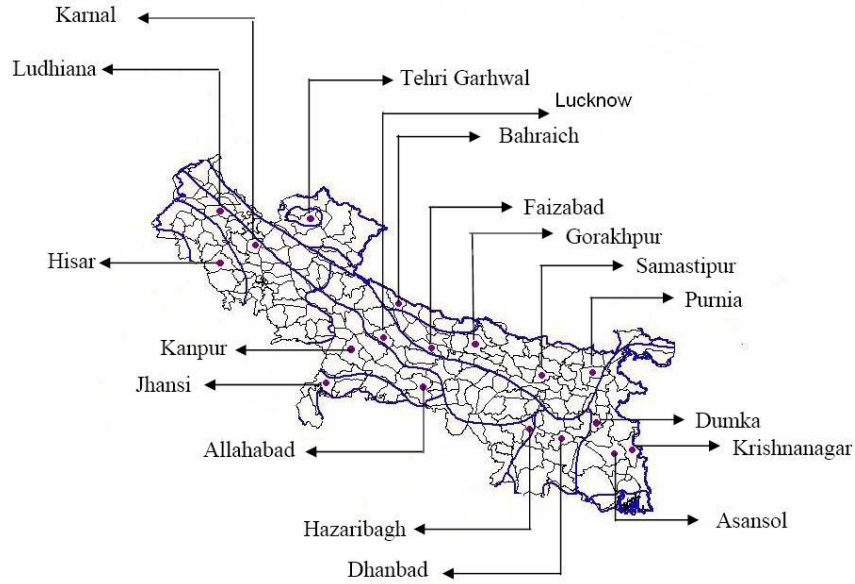 Karnal
Ludhiana
Tehri Garhwal
Lucknow
Bahraich
Faizabad
Gorakhpur
Hisar
Samastipur
Purnia
Kanpur
Jhansi
Dumka
Allahabad
Krishnanagar
Asansol
Hazaribagh
Dhanbad